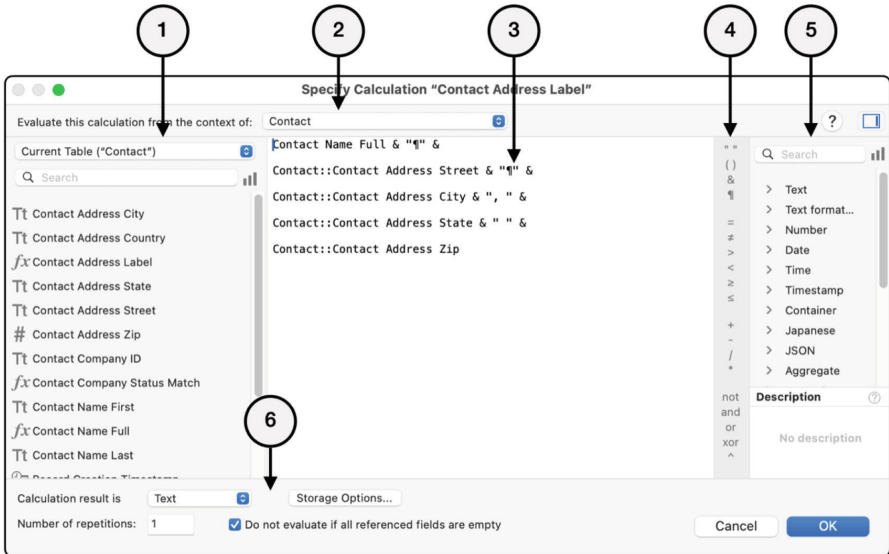 1
2
3
4
5
Specify Calculation “Contact Address Label”
Evaluate this calculation from the context of:
Contact
?
Current Table (“Contact”)
Search
Contact Address City
Contact Address Country
Contact Address Label
Contact Address State
Contact Address Street
Contact Address Zip
Contact Company ID
Contact Company Status Match
Contact Name First
Contact Name Full
Contact Name Last
Record Creation Timestamp
Contact Name Full & "¶" &
Contact::Contact Address Street & "¶" &
Contact::Contact Address City & ", " &
Contact::Contact Address State & " " &
Contact::Contact Address Zip
" "
( )
&
¶
=
≠
>
<
≥
≤
+
-
/
*
not
and
or
xor
^
Search
> Text
> Text format...
> Number
> Date
> Time
> Timestamp
> Container
> Japanese
> JSON
> Aggregate
Description ?
No description
6
Calculation result is
Text
Storage Options...
Number of repetitions:
1
Do not evaluate if all referenced fields are empty
Cancel
OK